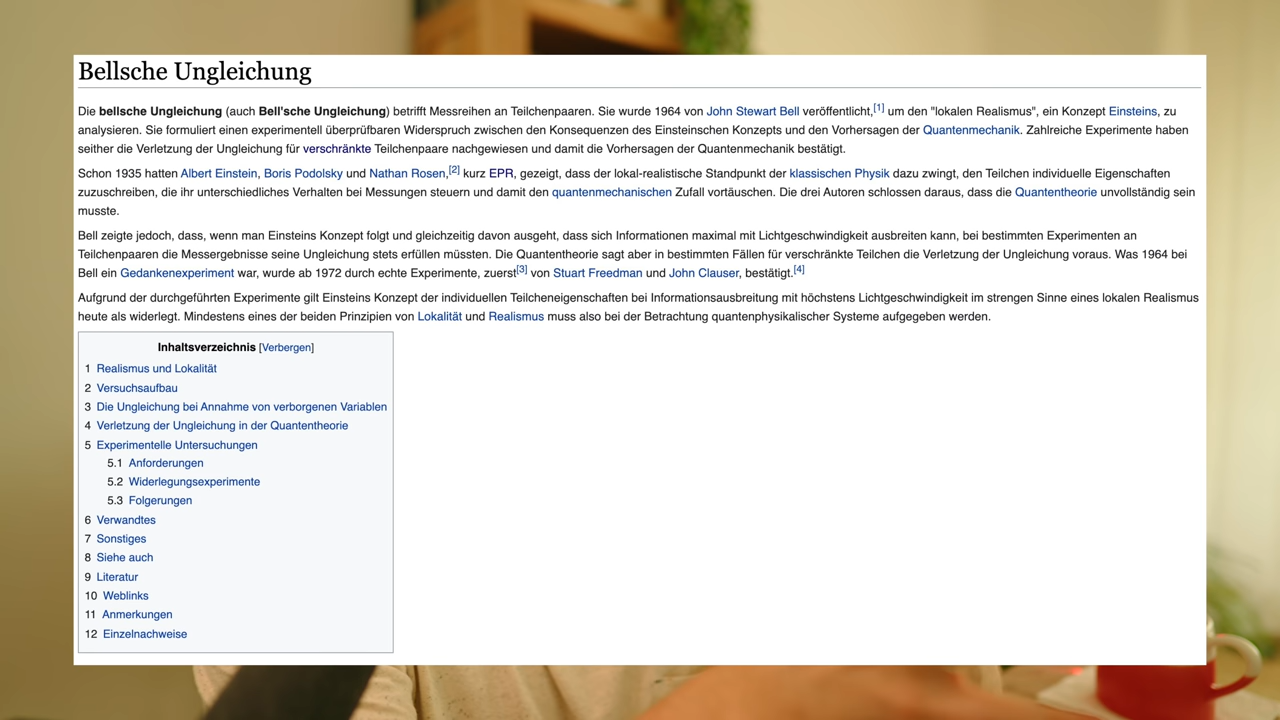 Bellsche Ungleichung
Die bellsche Ungleichung (auch Bell'sche Ungleichung) betrifft Messreihen an Teilchenpaaren. Sie wurde 1964 von John Stewart Bell veröffentlicht,[1] um den "lokalen Realismus", ein Konzept Einsteins, zu
analysieren. Sie formuliert einen experimentell überprüfbaren Widerspruch zwischen den Konsequenzen des Einsteinschen Konzepts und den Vorhersagen der Quantenmechanik. Zahlreiche Experimente haben
seither die Verletzung der Ungleichung für verschränkte Teilchenpaare nachgewiesen und damit die Vorhersagen der Quantenmechanik bestätigt.
Schon 1935 hatten Albert Einstein, Boris Podolsky und Nathan Rosen,[2] kurz EPR, gezeigt, dass der lokal-realistische Standpunkt der klassischen Physik dazu zwingt, den Teilchen individuelle Eigenschaften
zuzuschreiben, die ihr unterschiedliches Verhalten bei Messungen steuern und damit den quantenmechanischen Zufall vortäuschen. Die drei Autoren schlossen daraus, dass die Quantentheorie unvollständig sein
musste.
Bell zeigte jedoch, dass, wenn man Einsteins Konzept folgt und gleichzeitig davon ausgeht, dass sich Informationen maximal mit Lichtgeschwindigkeit ausbreiten kann, bei bestimmten Experimenten an
Teilchenpaaren die Messergebnisse seine Ungleichung stets erfüllen müssten. Die Quantentheorie sagt aber in bestimmten Fällen für verschränkte Teilchen die Verletzung der Ungleichung voraus. Was 1964 bei
Bell ein Gedankenexperiment war, wurde ab 1972 durch echte Experimente, zuerst[3] von Stuart Freedman und John Clauser, bestätigt.[4]
Aufgrund der durchgeführten Experimente gilt Einsteins Konzept der individuellen Teilcheneigenschaften bei Informationsausbreitung mit höchstens Lichtgeschwindigkeit im strengen Sinne eines lokalen Realismus
heute als widerlegt. Mindestens eines der beiden Prinzipien von Lokalität und Realismus muss also bei der Betrachtung quantenphysikalischer Systeme aufgegeben werden.
Inhaltsverzeichnis [Verbergen]
1 Realismus und Lokalität
2 Versuchsaufbau
3 Die Ungleichung bei Annahme von verborgenen Variablen
4 Verletzung der Ungleichung in der Quantentheorie
5 Experimentelle Untersuchungen
5.1 Anforderungen
5.2 Widerlegungsexperimente
5.3 Folgerungen
6 Verwandtes
7 Sonstiges
8 Siehe auch
9 Literatur
10 Weblinks
11 Anmerkungen
12 Einzelnachweise